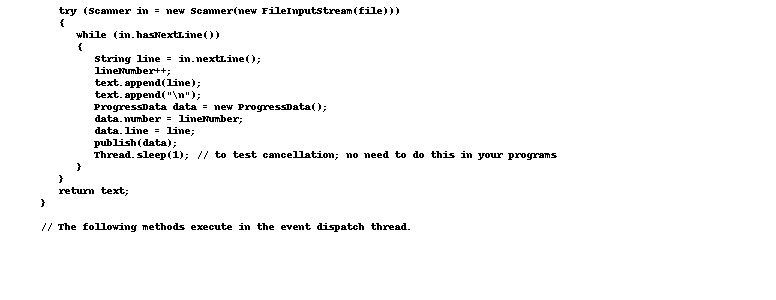 try (Scanner in = new Scanner(new FileInputStream(file)))
{
while (in.hasNextLine())
{
String line = in.nextLine();
lineNumber++;
text.append(line);
text.append("\n");
ProgressData data = new ProgressData();
data.number = lineNumber;
data.line = line;
publish(data);
Thread.sleep(1); // to test cancellation; no need to do this in your programs
}
}
return text;
}
// The following methods execute in the event dispatch thread.